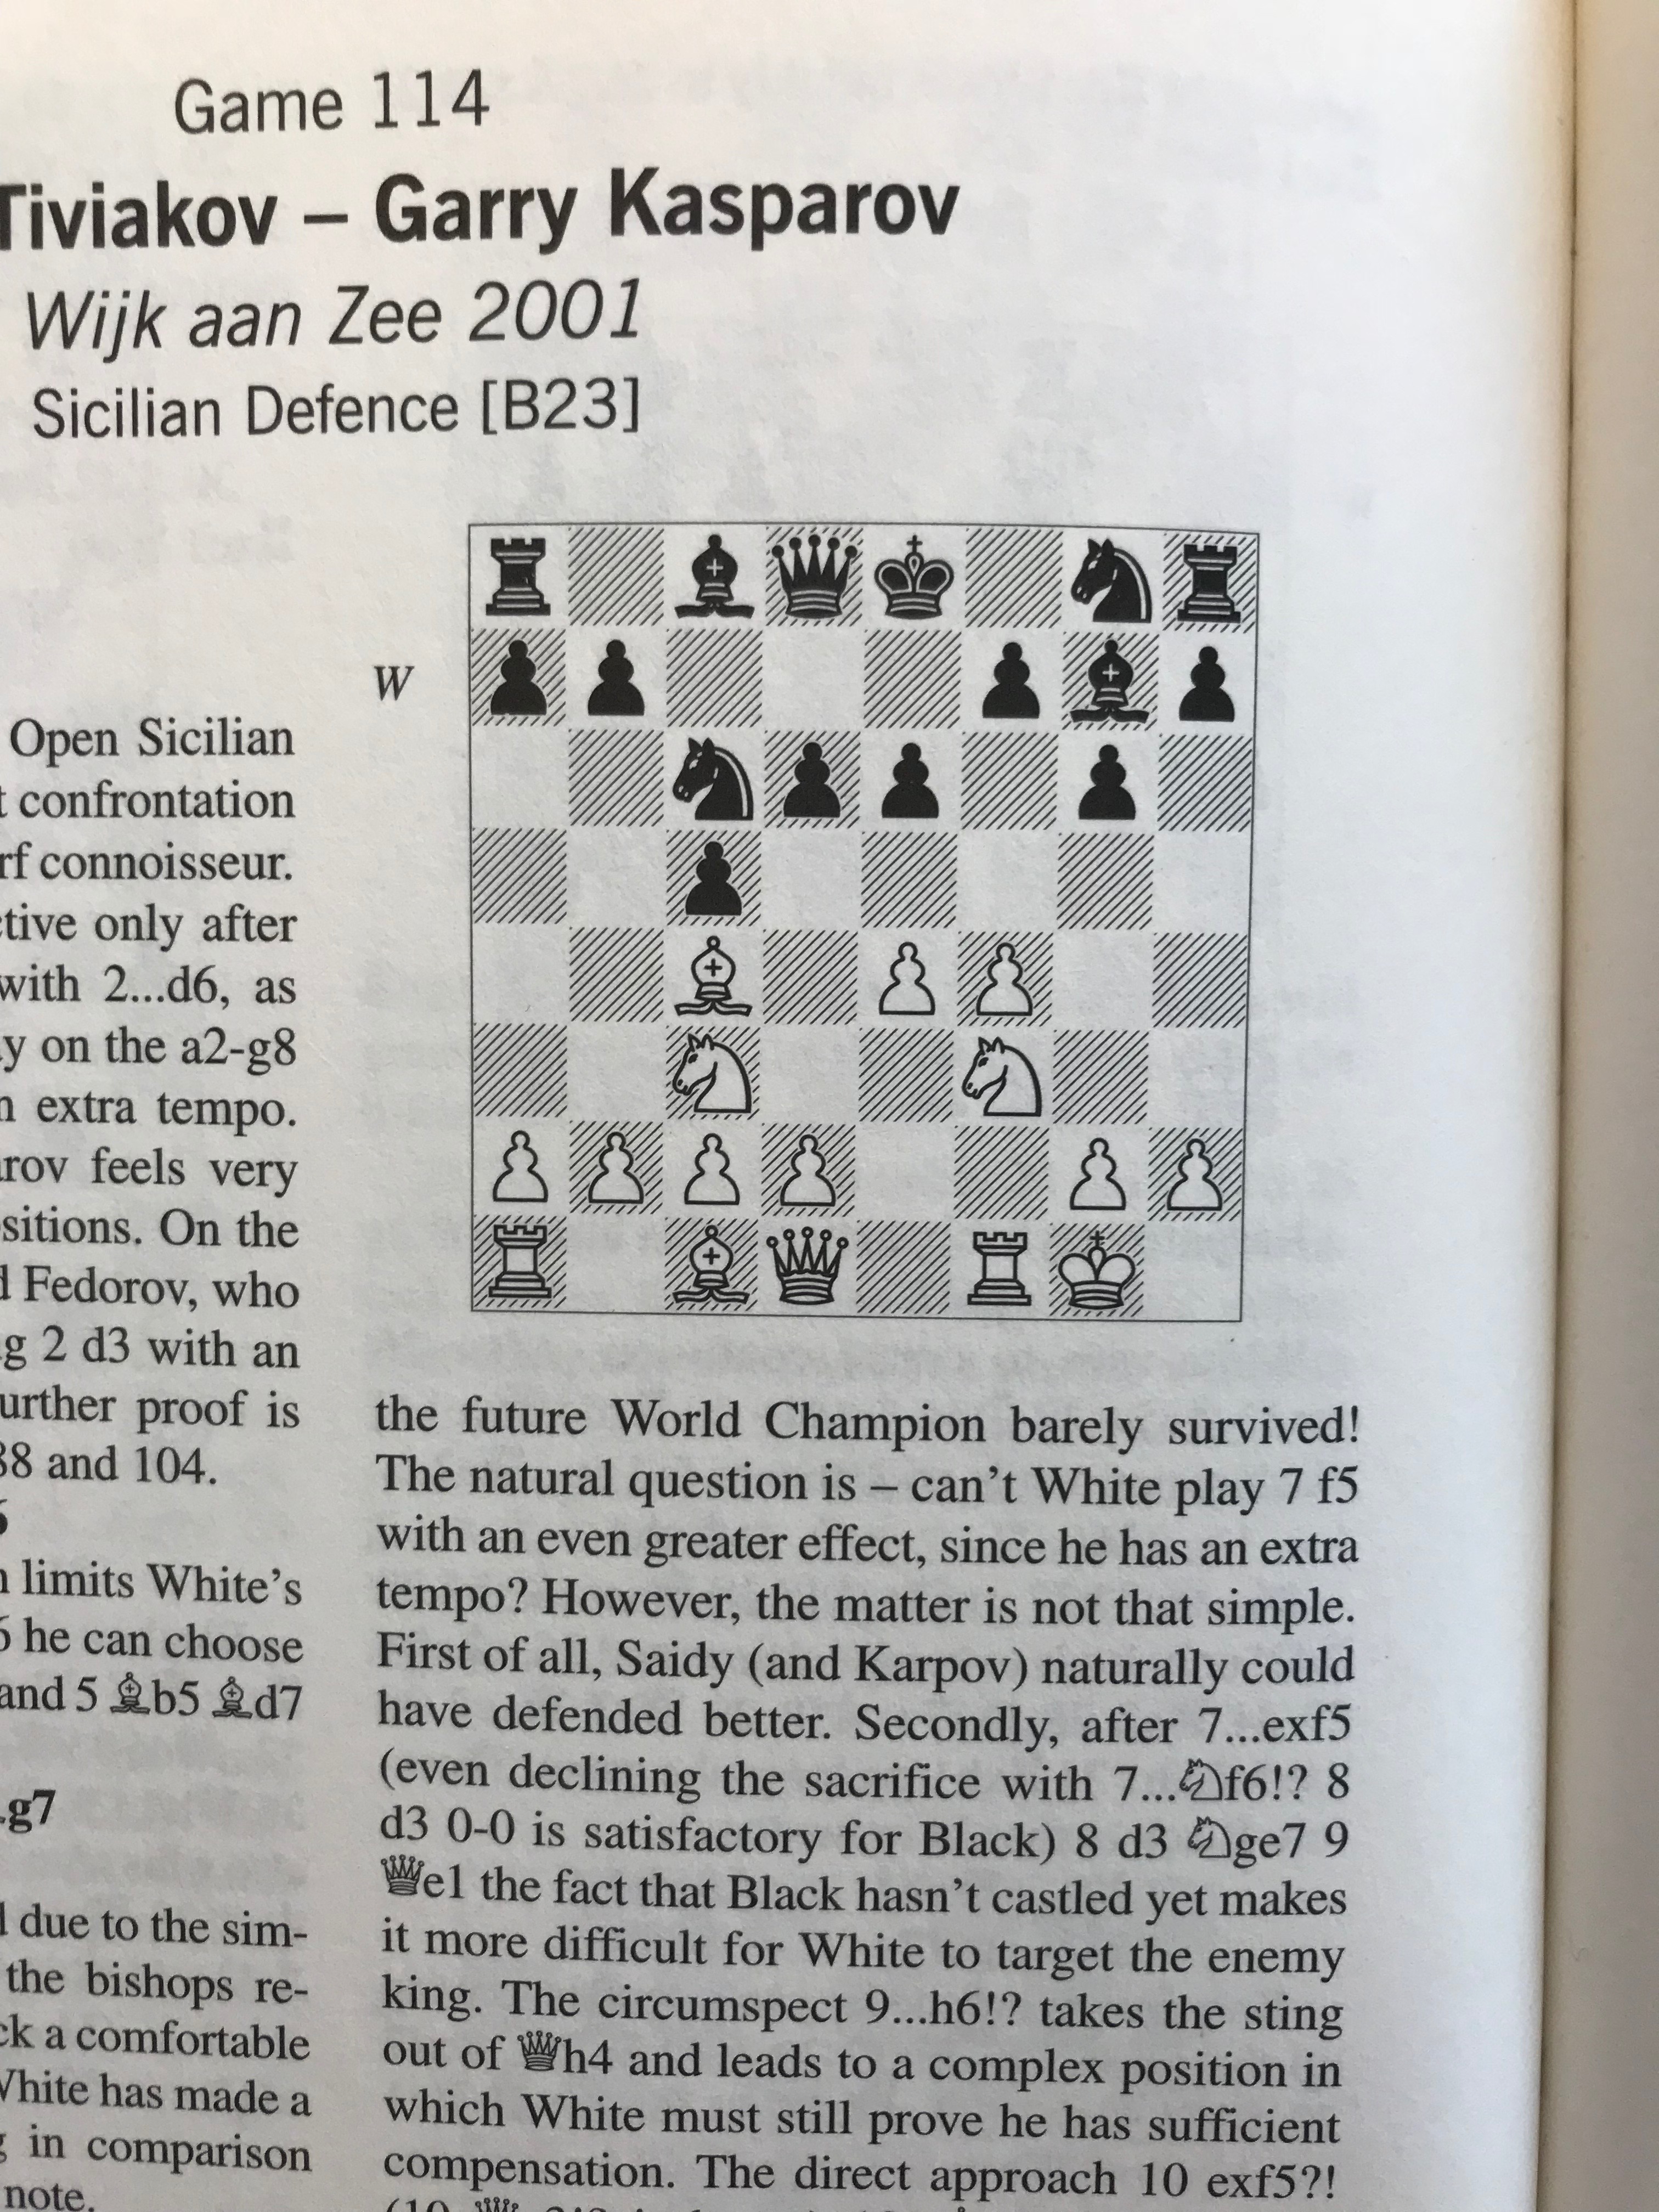 Game 114
Tiviakov – Garry Kasparov
Wijk aan Zee 2001
Sicilian Defence [B23]
Open Sicilian
confrontation
connoisseur.
only after
with 2...d6, as
on the a2-g8
extra tempo.
feels very
On the
Fedorov, who
2 d3 with an
proof is
and 104.
limits White's
he can choose
and 5 ♗b5 ♗d7
g7
due to the sim-
the bishops re-
a comfortable
White has made a
in comparison
note.
W
the future World Champion barely survived!
The natural question is – can't White play 7 f5
with an even greater effect, since he has an extra
tempo? However, the matter is not that simple.
First of all, Saidy (and Karpov) naturally could
have defended better. Secondly, after 7...exf5
(even declining the sacrifice with 7...♘f6!? 8
d3 0-0 is satisfactory for Black) 8 d3 ♘ge7 9
♕e1 the fact that Black hasn't castled yet makes
it more difficult for White to target the enemy
king. The circumspect 9...h6!? takes the sting
out of ♕h4 and leads to a complex position in
which White must still prove he has sufficient
compensation. The direct approach 10 exf5?!